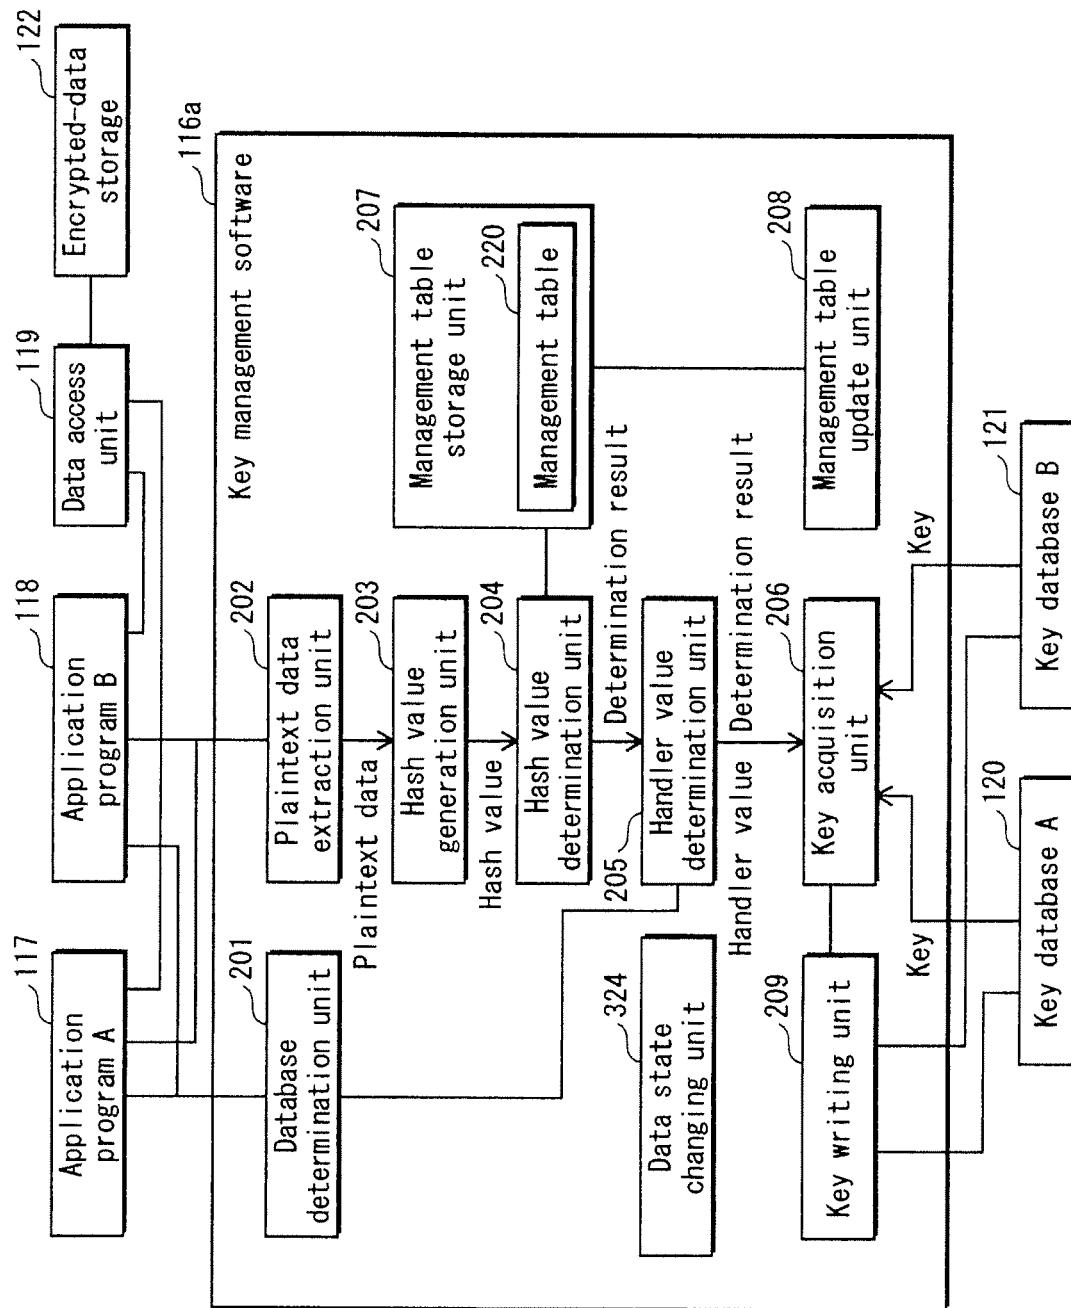 117
Application
program A
118
Application
program B
119
Data access
unit
122
Encrypted-data
storage
116a
Key management software
201
Database
determination unit
202
Plaintext data
extraction unit
Plaintext data
203
Hash value
generation unit
Hash value
204
Hash value
determination unit
207
Management table
storage unit
220
Management table
Determination result
205
Handler value
determination unit
324
Data state
changing unit
Handler value
Determination result
208
Management table
update unit
209
Key writing unit
206
Key acquisition
unit
Key
Key
120
Key database A
121
Key database B